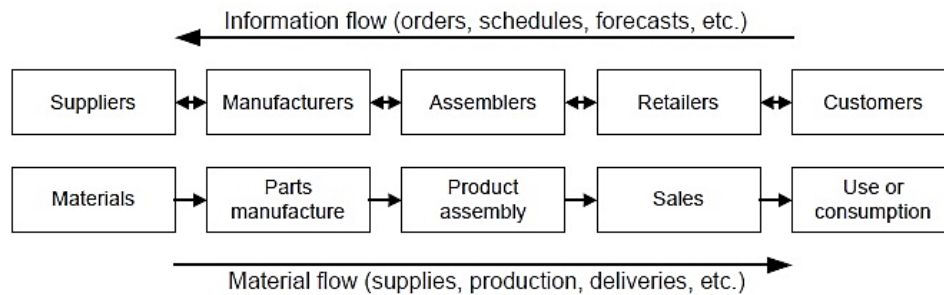 Information flow (orders, schedules, forecasts, etc.)
Suppliers
Manufacturers
Assemblers
Retailers
Customers
Materials
Parts
manufacture
Product
assembly
Sales
Use or
consumption
Material flow (supplies, production, deliveries, etc.)